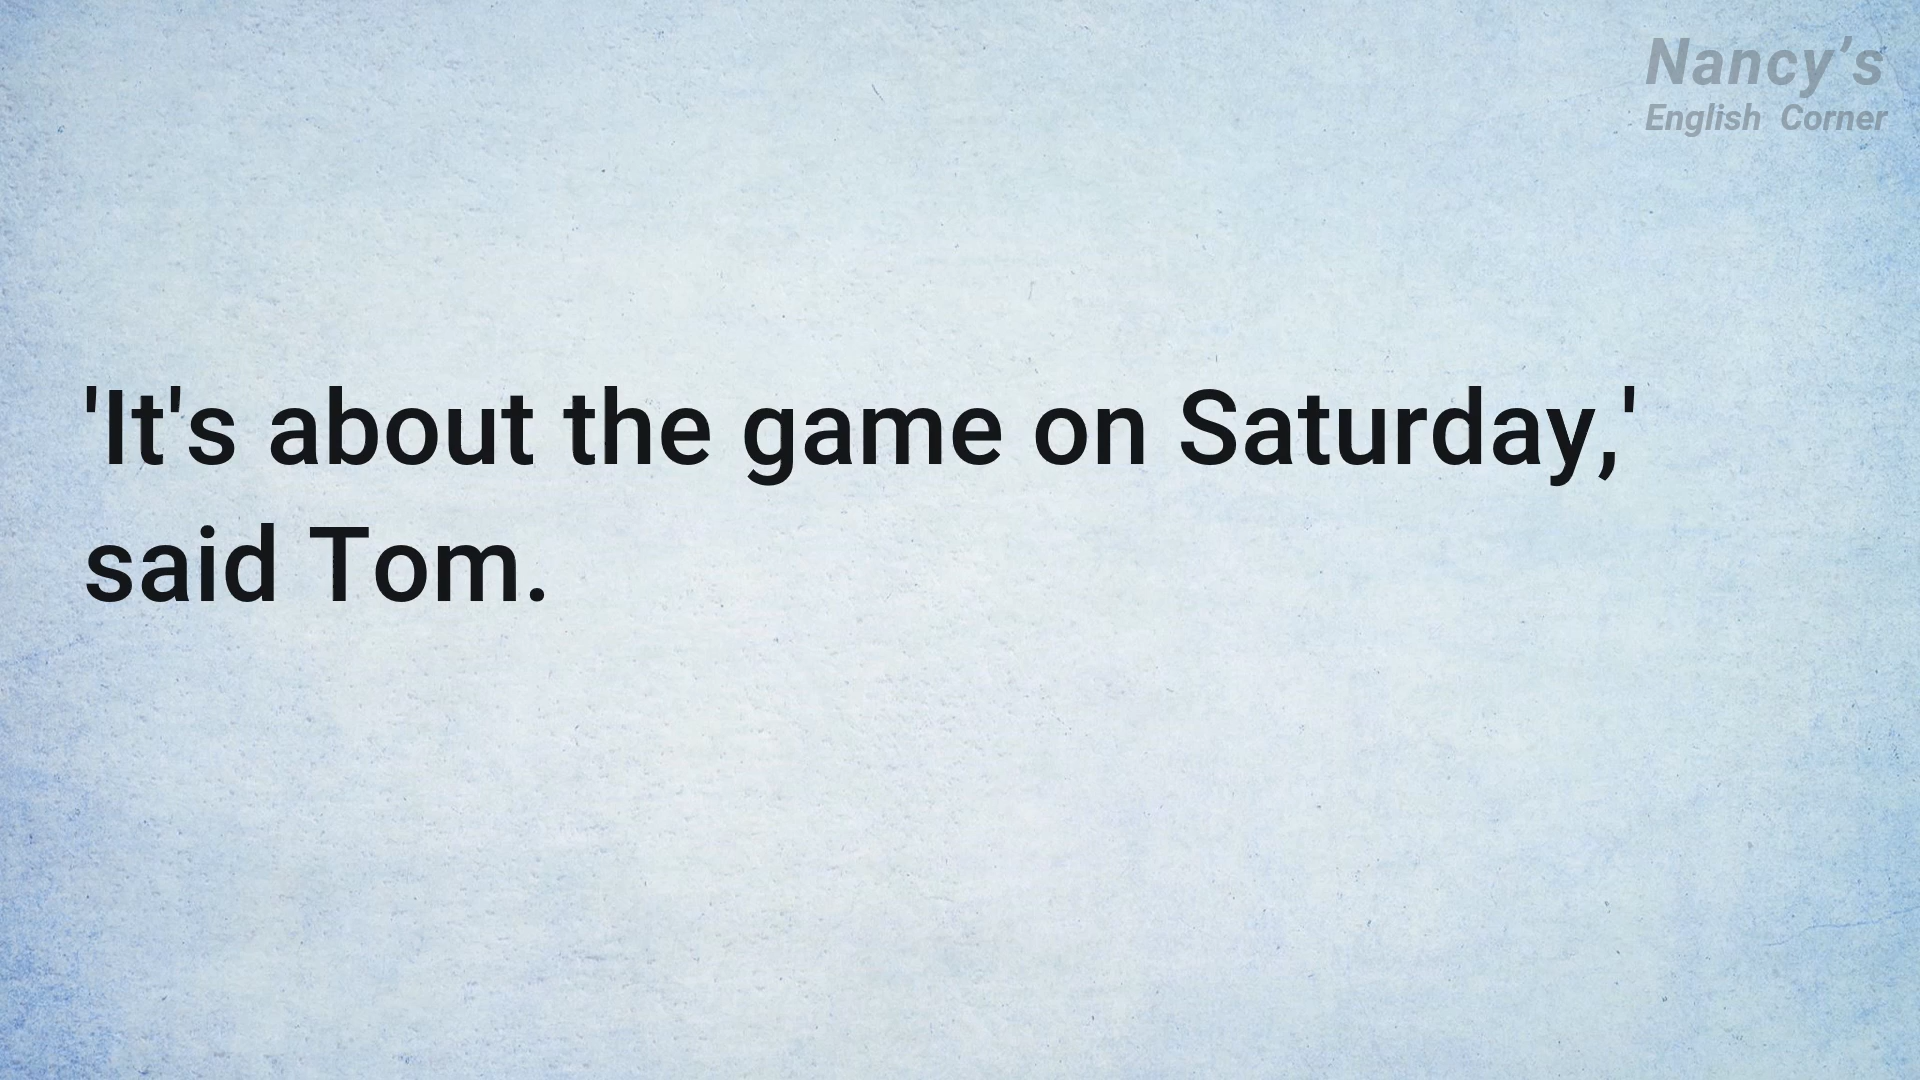 Nancy’s
English Corner
'It's about the game on Saturday,'
said Tom.